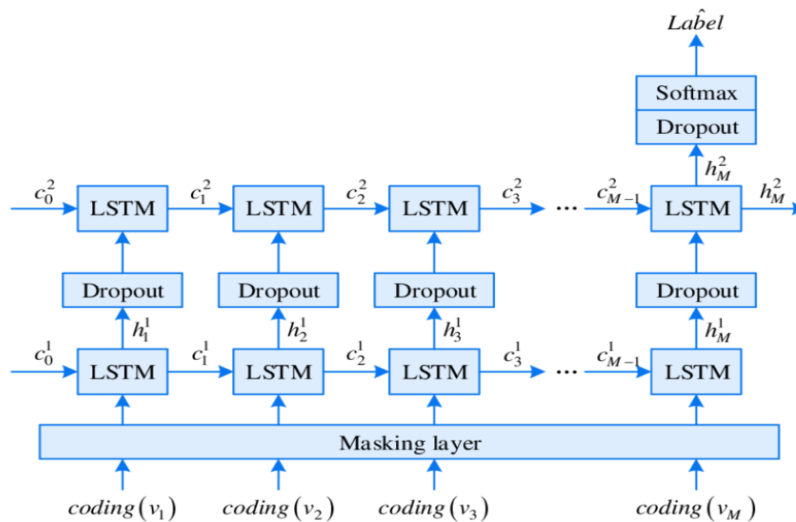 Lab̂el
Softmax
Dropout
h_M^2
c_0^2 LSTM c_1^2 LSTM c_2^2 LSTM c_3^2 ... c_{M-1}^2 LSTM h_M^2
Dropout Dropout Dropout Dropout
h_1^1 h_2^1 h_3^1 h_M^1
c_0^1 LSTM c_1^1 LSTM c_2^1 LSTM c_3^1 ... c_{M-1}^1 LSTM
Masking layer
coding(v_1) coding(v_2) coding(v_3) coding(v_M)